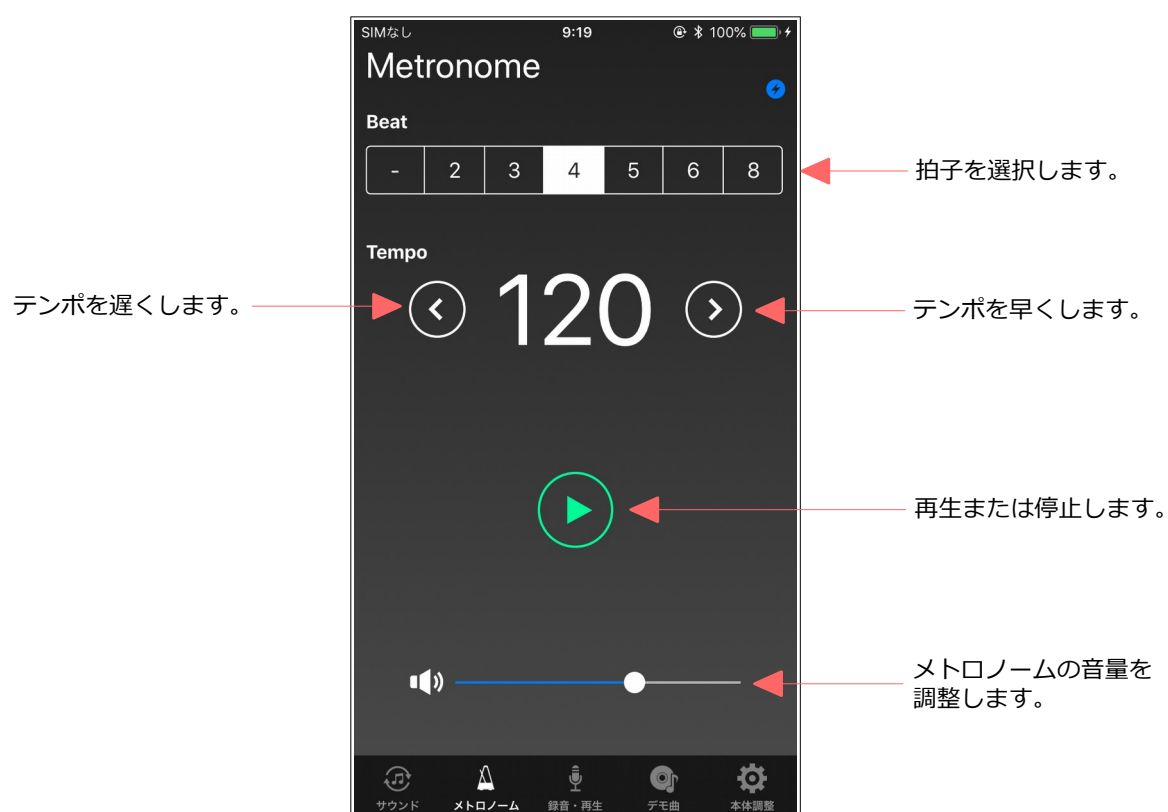 SIMなし 9:19 100%
Metronome
Beat
- 2 3 4 5 6 8
拍子を選択します。
Tempo
テンポを遅くします。
120
テンポを早くします。
再生または停止します。
メトロノームの音量を
調整します。
サウンド メトロノーム 録音・再生 デモ曲 本体調整